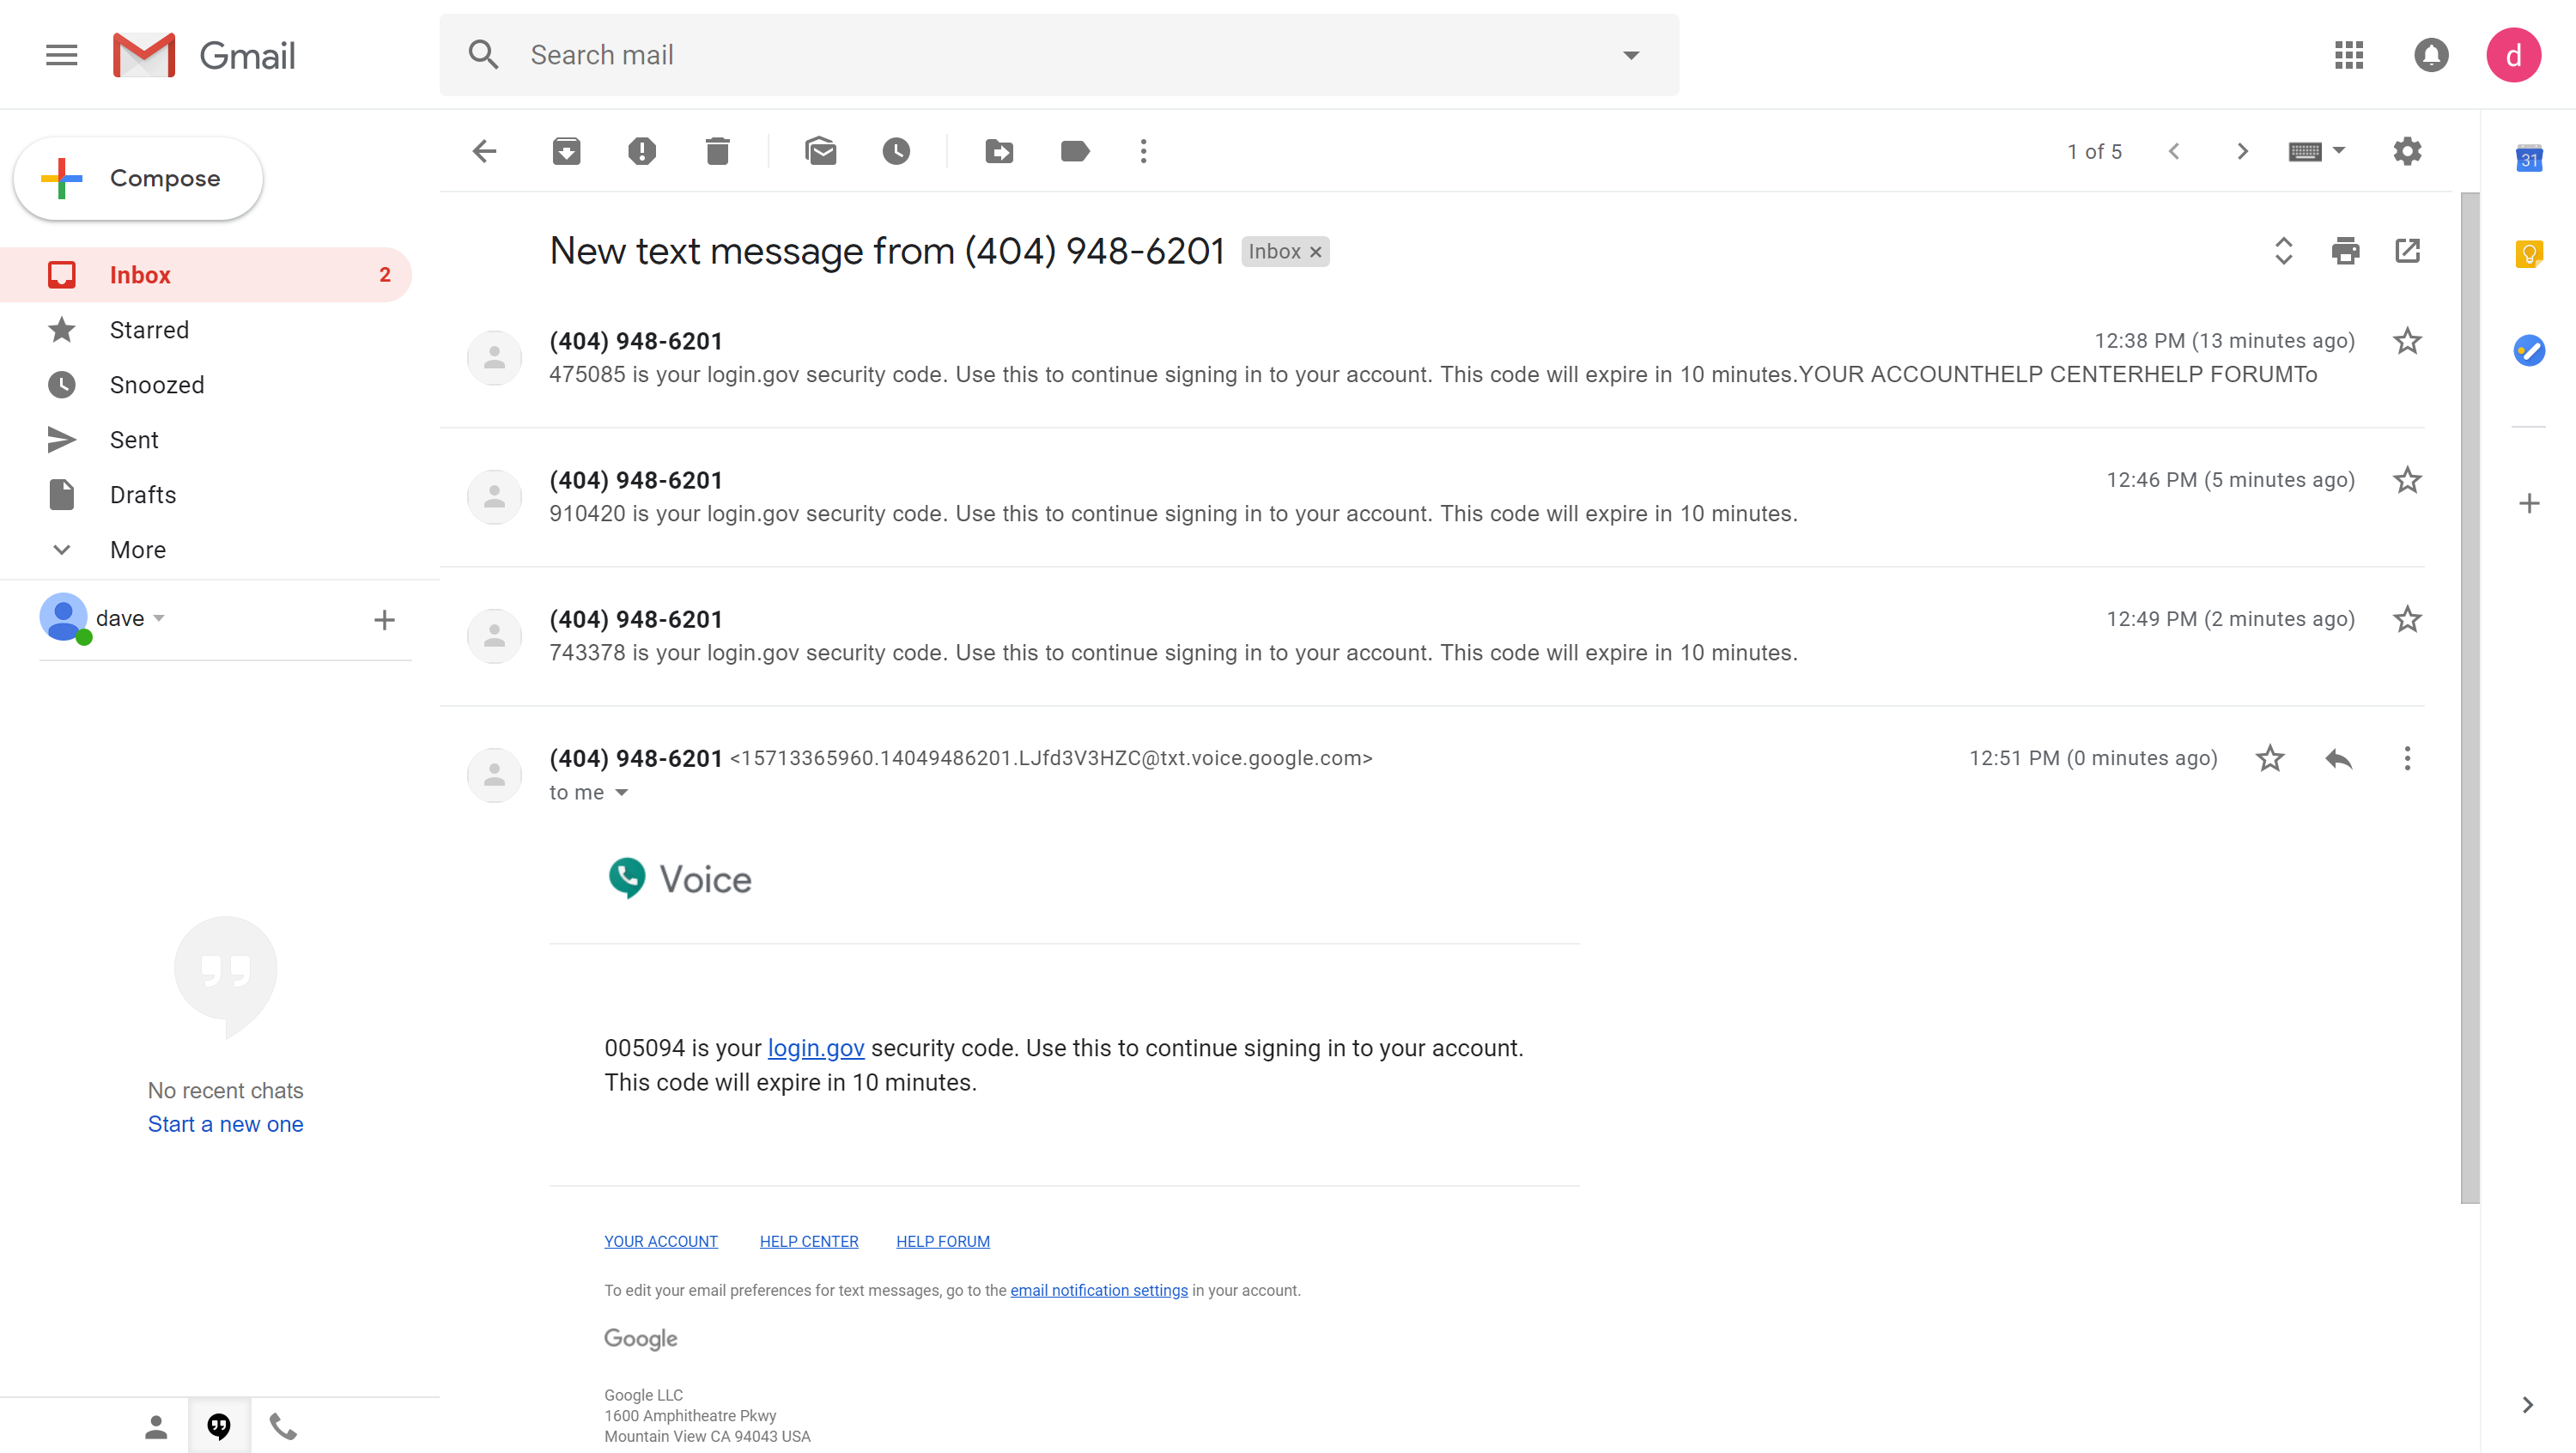 Gmail
Search mail
Compose
1 of 5
31
d
Inbox 2
Starred
Snoozed
Sent
Drafts
More
dave
No recent chats
Start a new one
New text message from (404) 948-6201 Inbox ×
(404) 948-6201 12:38 PM (13 minutes ago)
475085 is your login.gov security code. Use this to continue signing in to your account. This code will expire in 10 minutes.YOUR ACCOUNTHELP CENTERHELP FORUMTo
(404) 948-6201 12:46 PM (5 minutes ago)
910420 is your login.gov security code. Use this to continue signing in to your account. This code will expire in 10 minutes.
(404) 948-6201 12:49 PM (2 minutes ago)
743378 is your login.gov security code. Use this to continue signing in to your account. This code will expire in 10 minutes.
(404) 948-6201 <15713365960.14049486201.LJfd3V3HZC@txt.voice.google.com> 12:51 PM (0 minutes ago)
to me
Voice
005094 is your login.gov security code. Use this to continue signing in to your account.
This code will expire in 10 minutes.
YOUR ACCOUNT HELP CENTER HELP FORUM
To edit your email preferences for text messages, go to the email notification settings in your account.
Google
Google LLC
1600 Amphitheatre Pkwy
Mountain View CA 94043 USA